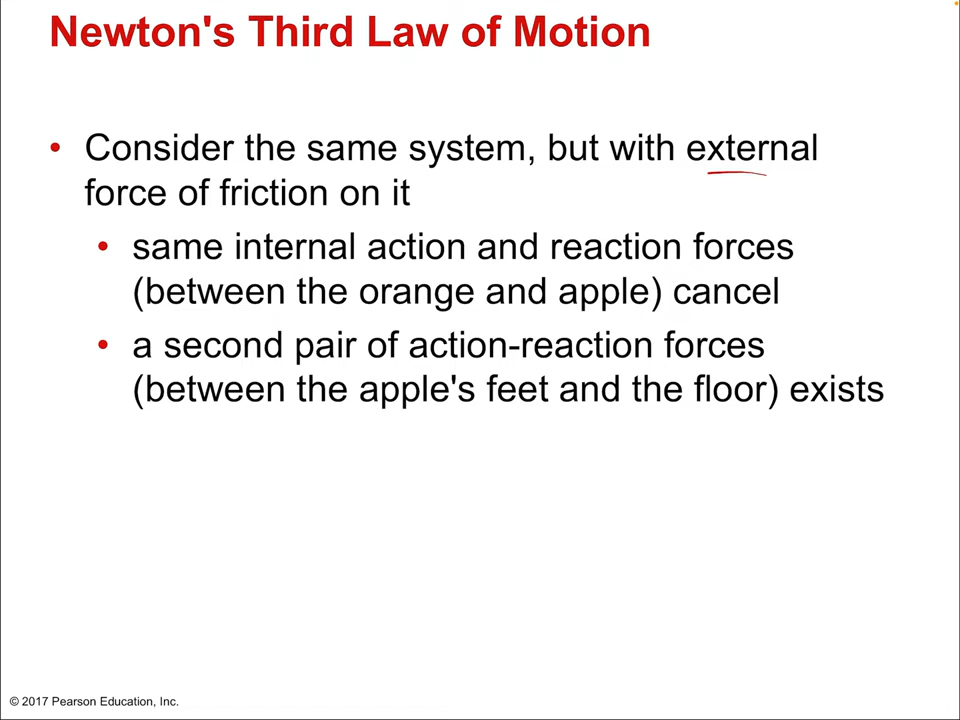 Newton's Third Law of Motion
• Consider the same system, but with external
force of friction on it
• same internal action and reaction forces
(between the orange and apple) cancel
• a second pair of action-reaction forces
(between the apple's feet and the floor) exists
© 2017 Pearson Education, Inc.